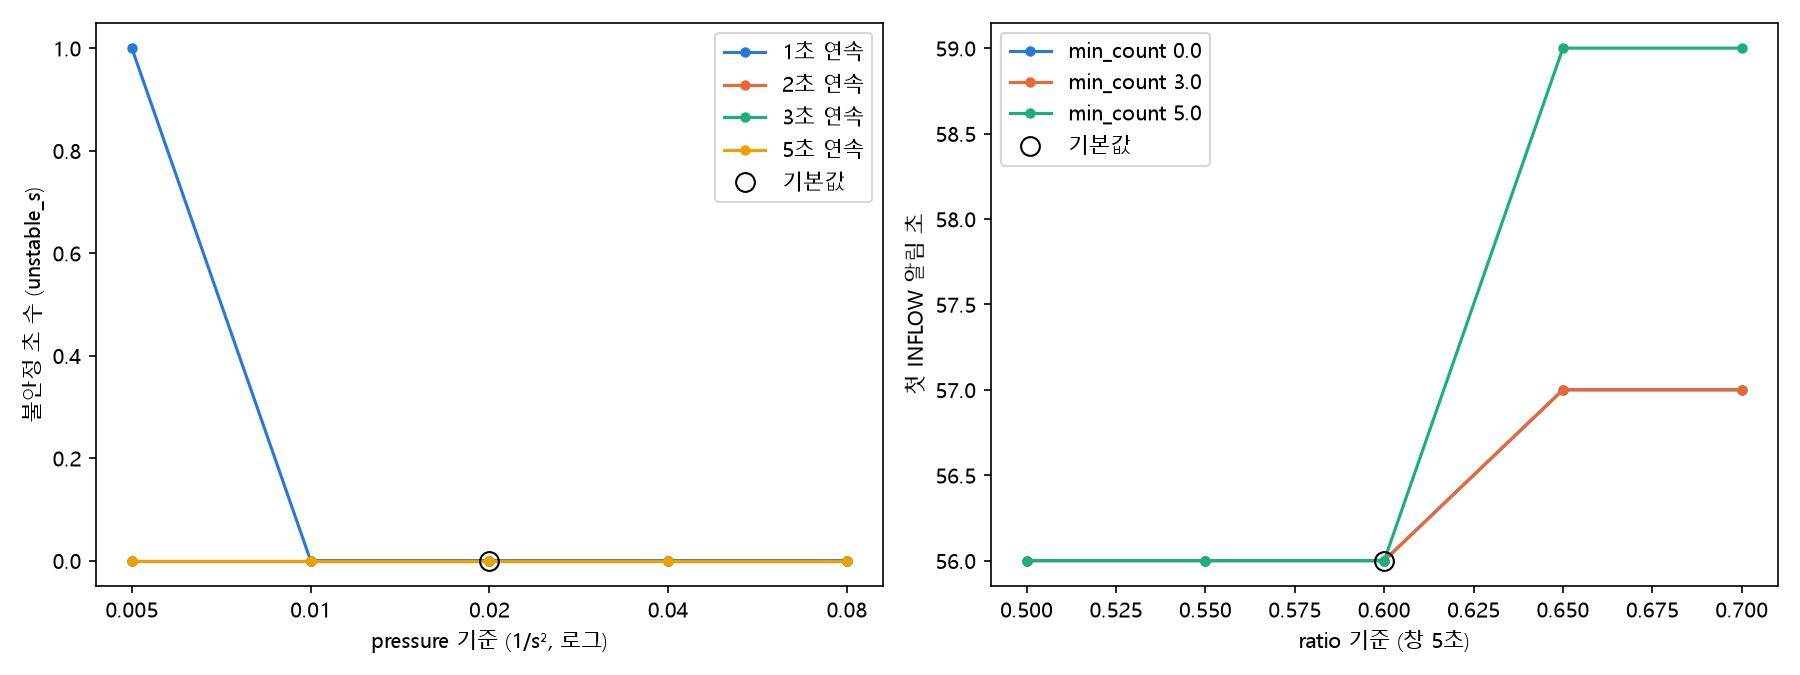 1.0
0.8
0.6
0.4
0.2
0.0
불안정 초 수 (unstable_s)
0.005 0.01 0.02 0.04 0.08
pressure 기준 (1/s², 로그)
1초 연속
2초 연속
3초 연속
5초 연속
기본값
59.0
58.5
58.0
57.5
57.0
56.5
56.0
첫 INFLOW 알림 초
0.500 0.525 0.550 0.575 0.600 0.625 0.650 0.675 0.700
ratio 기준 (창 5초)
min_count 0.0
min_count 3.0
min_count 5.0
기본값